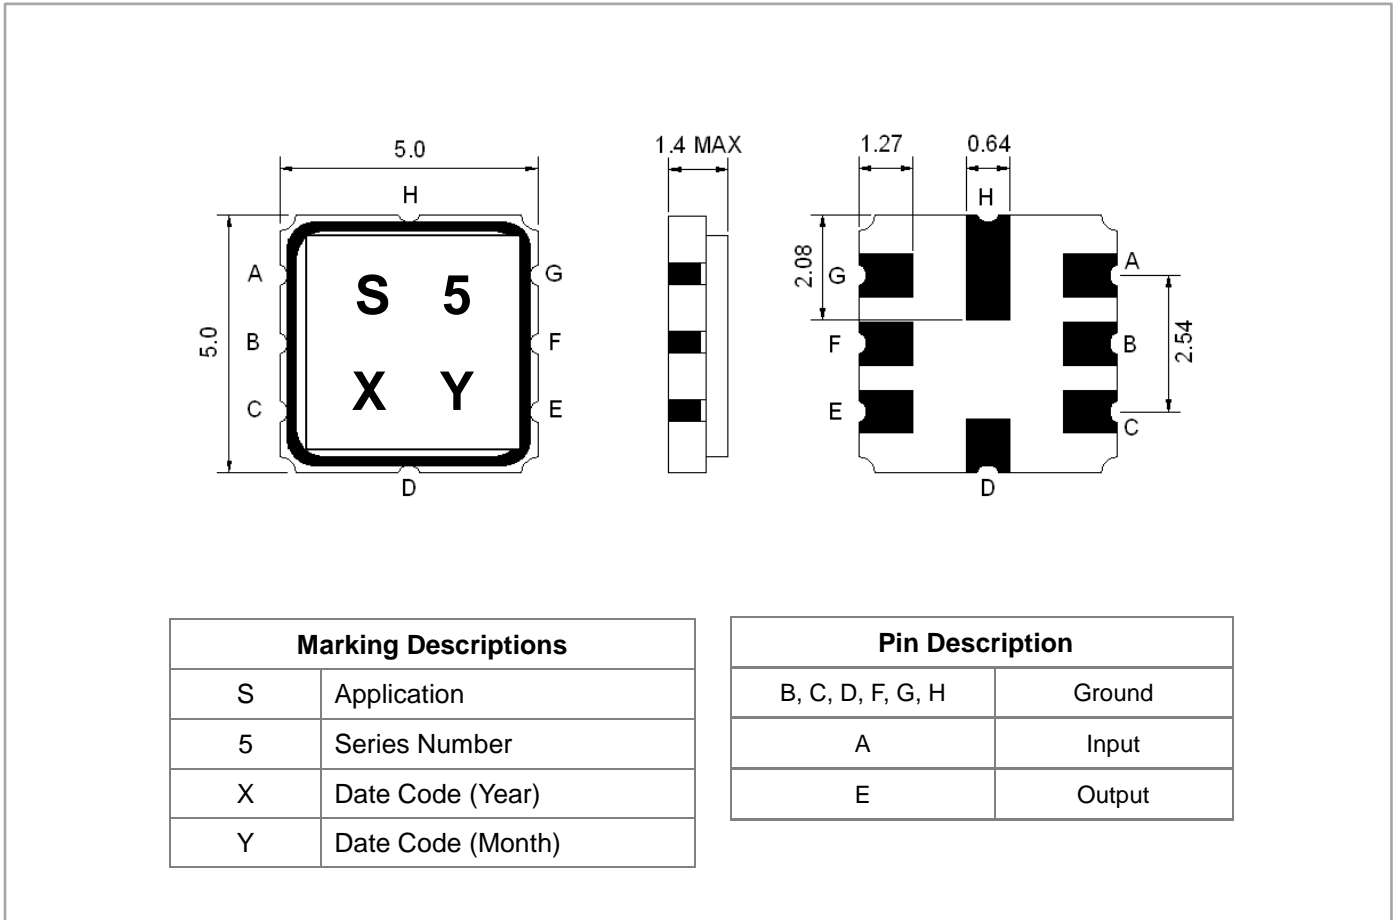 5.0
1.4 MAX
1.27
0.64
H
H
A
G
2.08
G
A
S 5
5.0
B
F
F
B
2.54
X Y
C
E
E
C
D
D
Marking Descriptions
S Application
5 Series Number
X Date Code (Year)
Y Date Code (Month)
Pin Description
B, C, D, F, G, H Ground
A Input
E Output